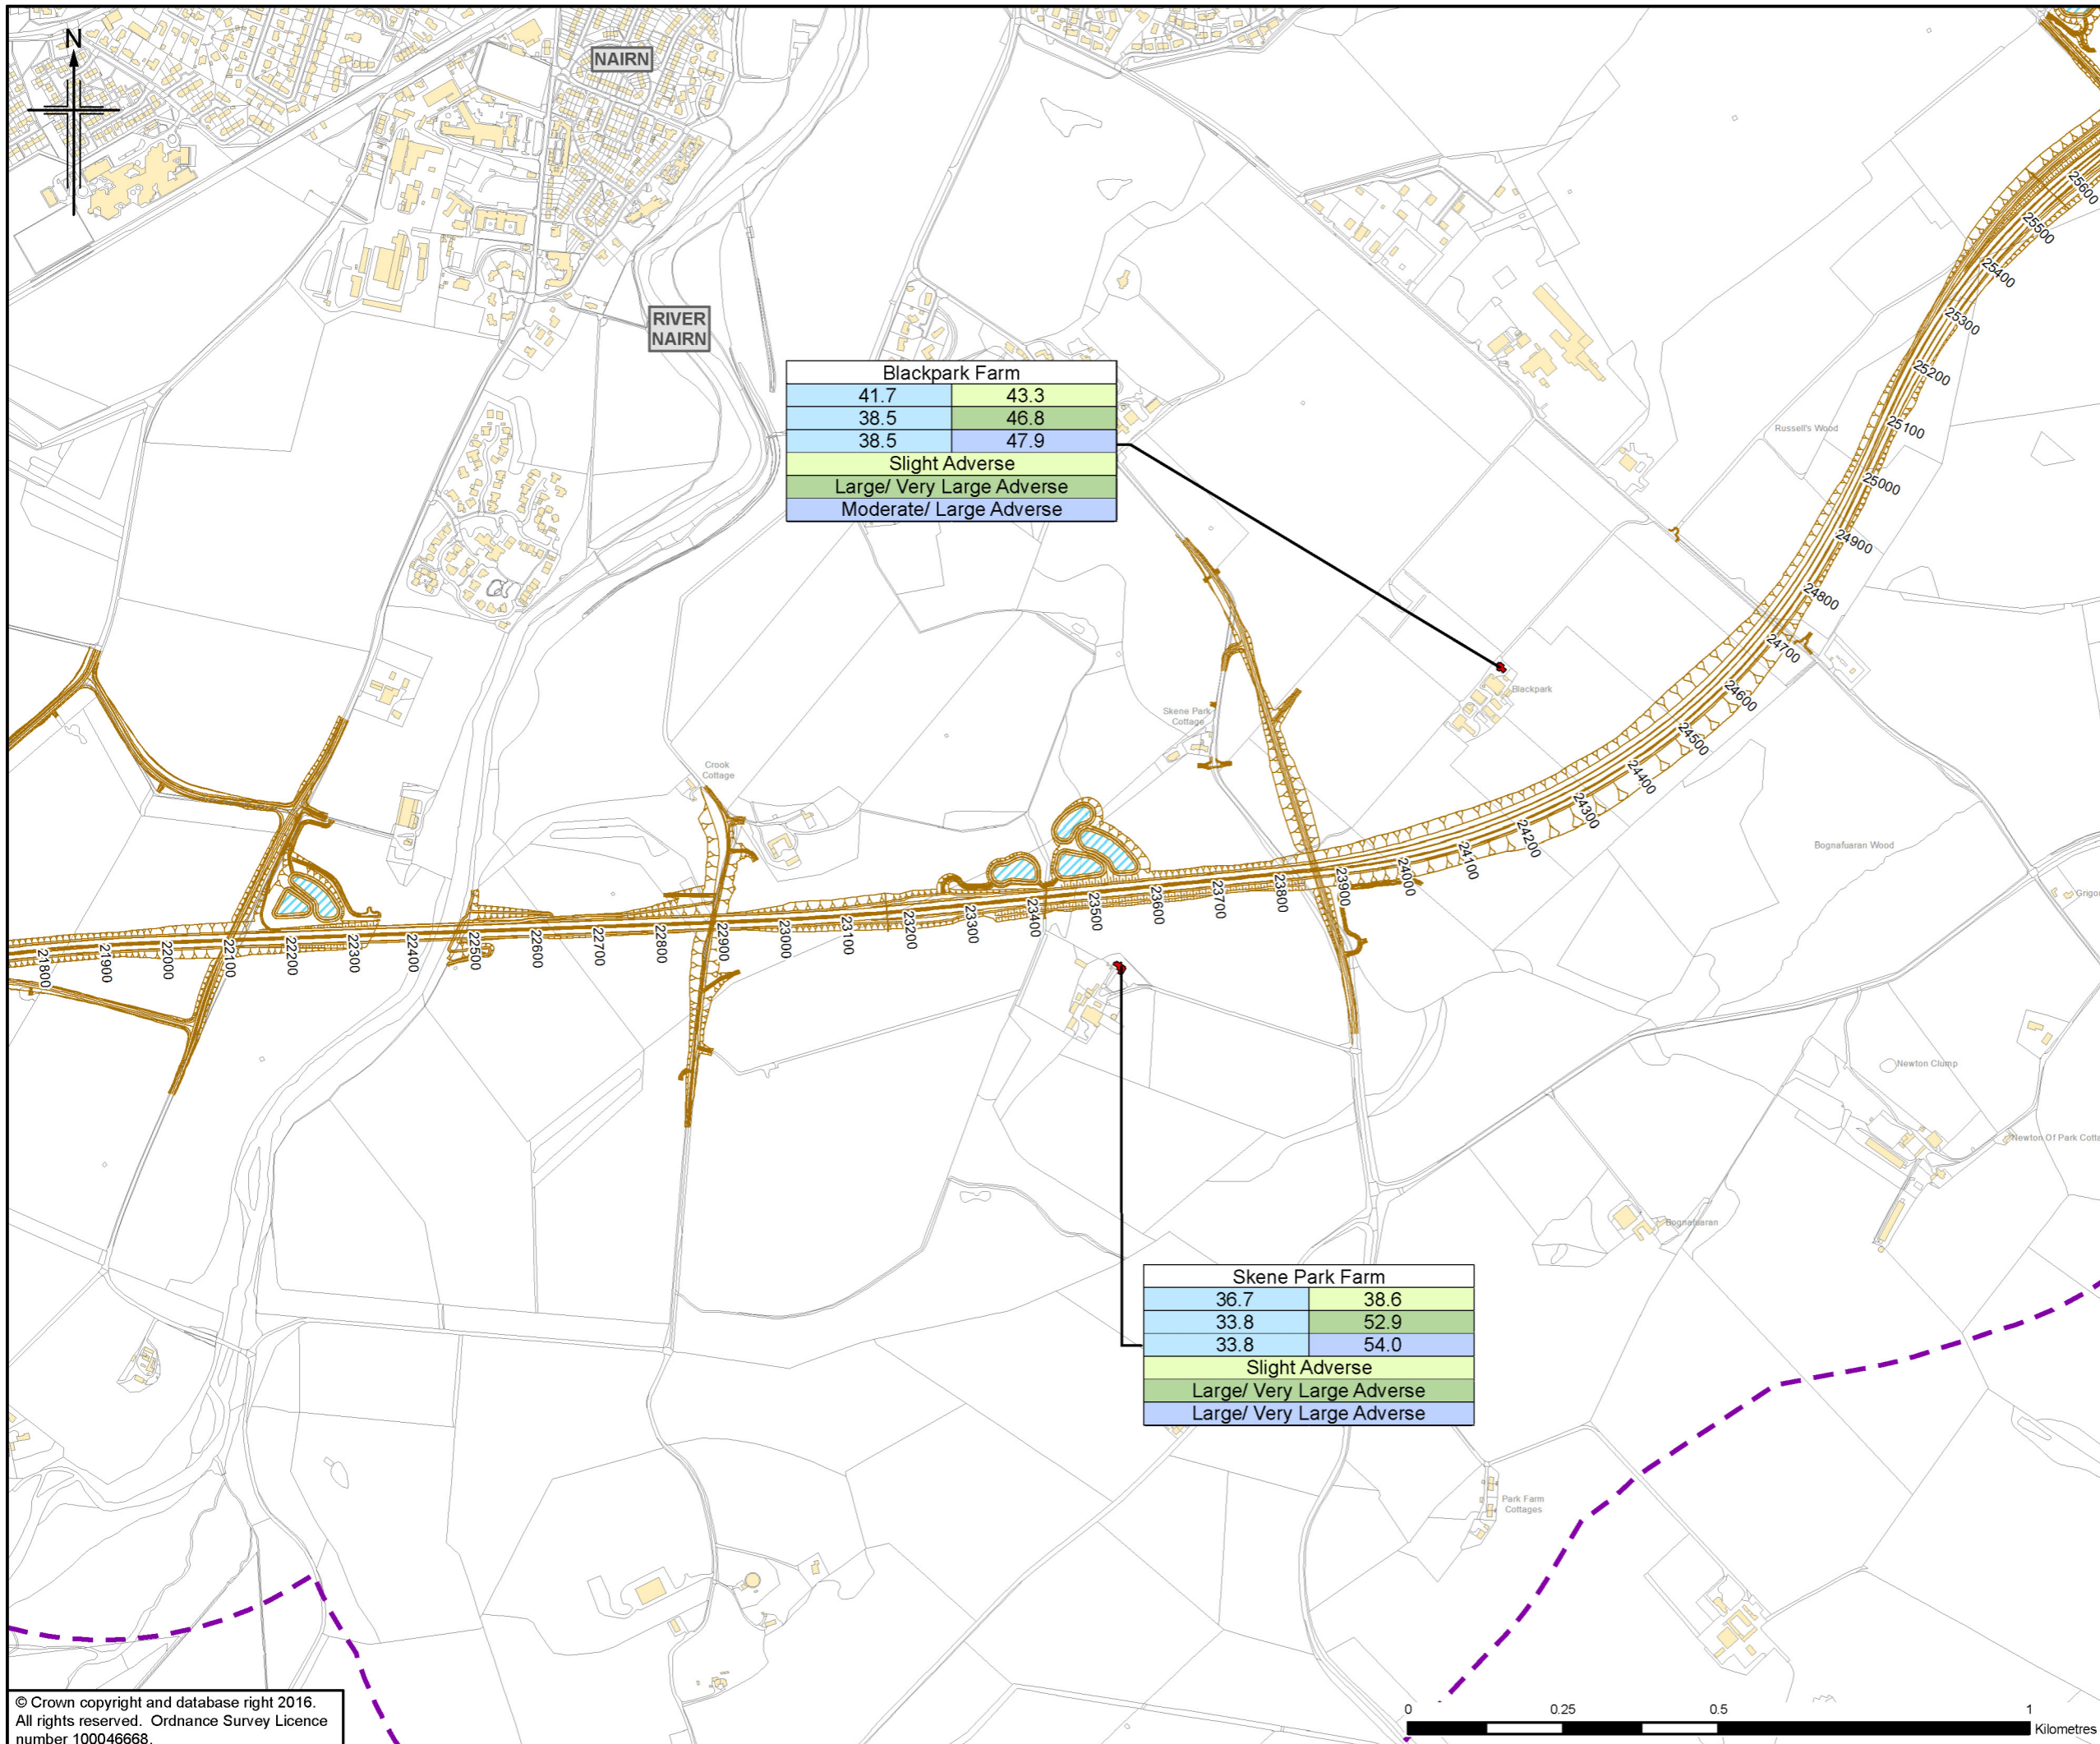 N
NAIRN
RIVER
NAIRN
Blackpark Farm
41.7 43.3
38.5 46.8
38.5 47.9
Slight Adverse
Large/ Very Large Adverse
Moderate/ Large Adverse
25600
25500
25400
25300
25200
Russell's Wood
25100
25000
24900
24800
24700
24600
24500
24400
24300
24200
24100
24000
23900
23800
23700
23600
23500
23400
23300
23200
23100
23000
22900
22800
22700
22600
22500
22400
22300
22200
22100
22000
21900
21800
Blackpark
Skene Park
Cottage
Crook
Cottage
Bognafuaran Wood
Newton Clump
Newton Of Park
Bognafuaran
Skene Park Farm
36.7 38.6
33.8 52.9
33.8 54.0
Slight Adverse
Large/ Very Large Adverse
Large/ Very Large Adverse
Park Farm
Cottages
© Crown copyright and database right 2016.
All rights reserved. Ordnance Survey Licence
number 100046668.
0 0.25 0.5 1
Kilometres